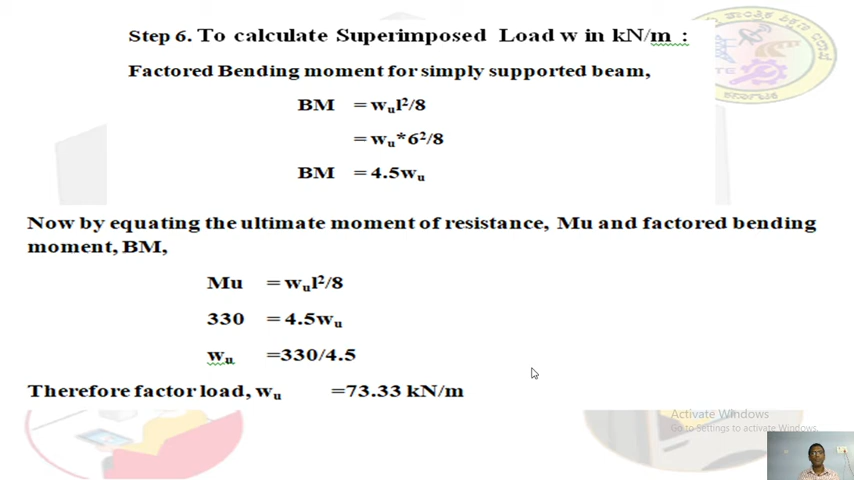 Step 6. To calculate Superimposed Load w in kN/m :
Factored Bending moment for simply supported beam,
BM = wᵤl²/8
= wᵤ*6²/8
BM = 4.5wᵤ
Now by equating the ultimate moment of resistance, Mu and factored bending
moment, BM,
Mu = wᵤl²/8
330 = 4.5wᵤ
wᵤ =330/4.5
Therefore factor load, wᵤ =73.33 kN/m
Activate Windows
Go to Settings to activate Windows.